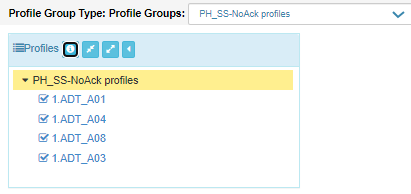 Profile Group Type: Profile Groups: PH_SS-NoAck profiles
Profiles
PH_SS-NoAck profiles
1.ADT_A01
1.ADT_A04
1.ADT_A08
1.ADT_A03